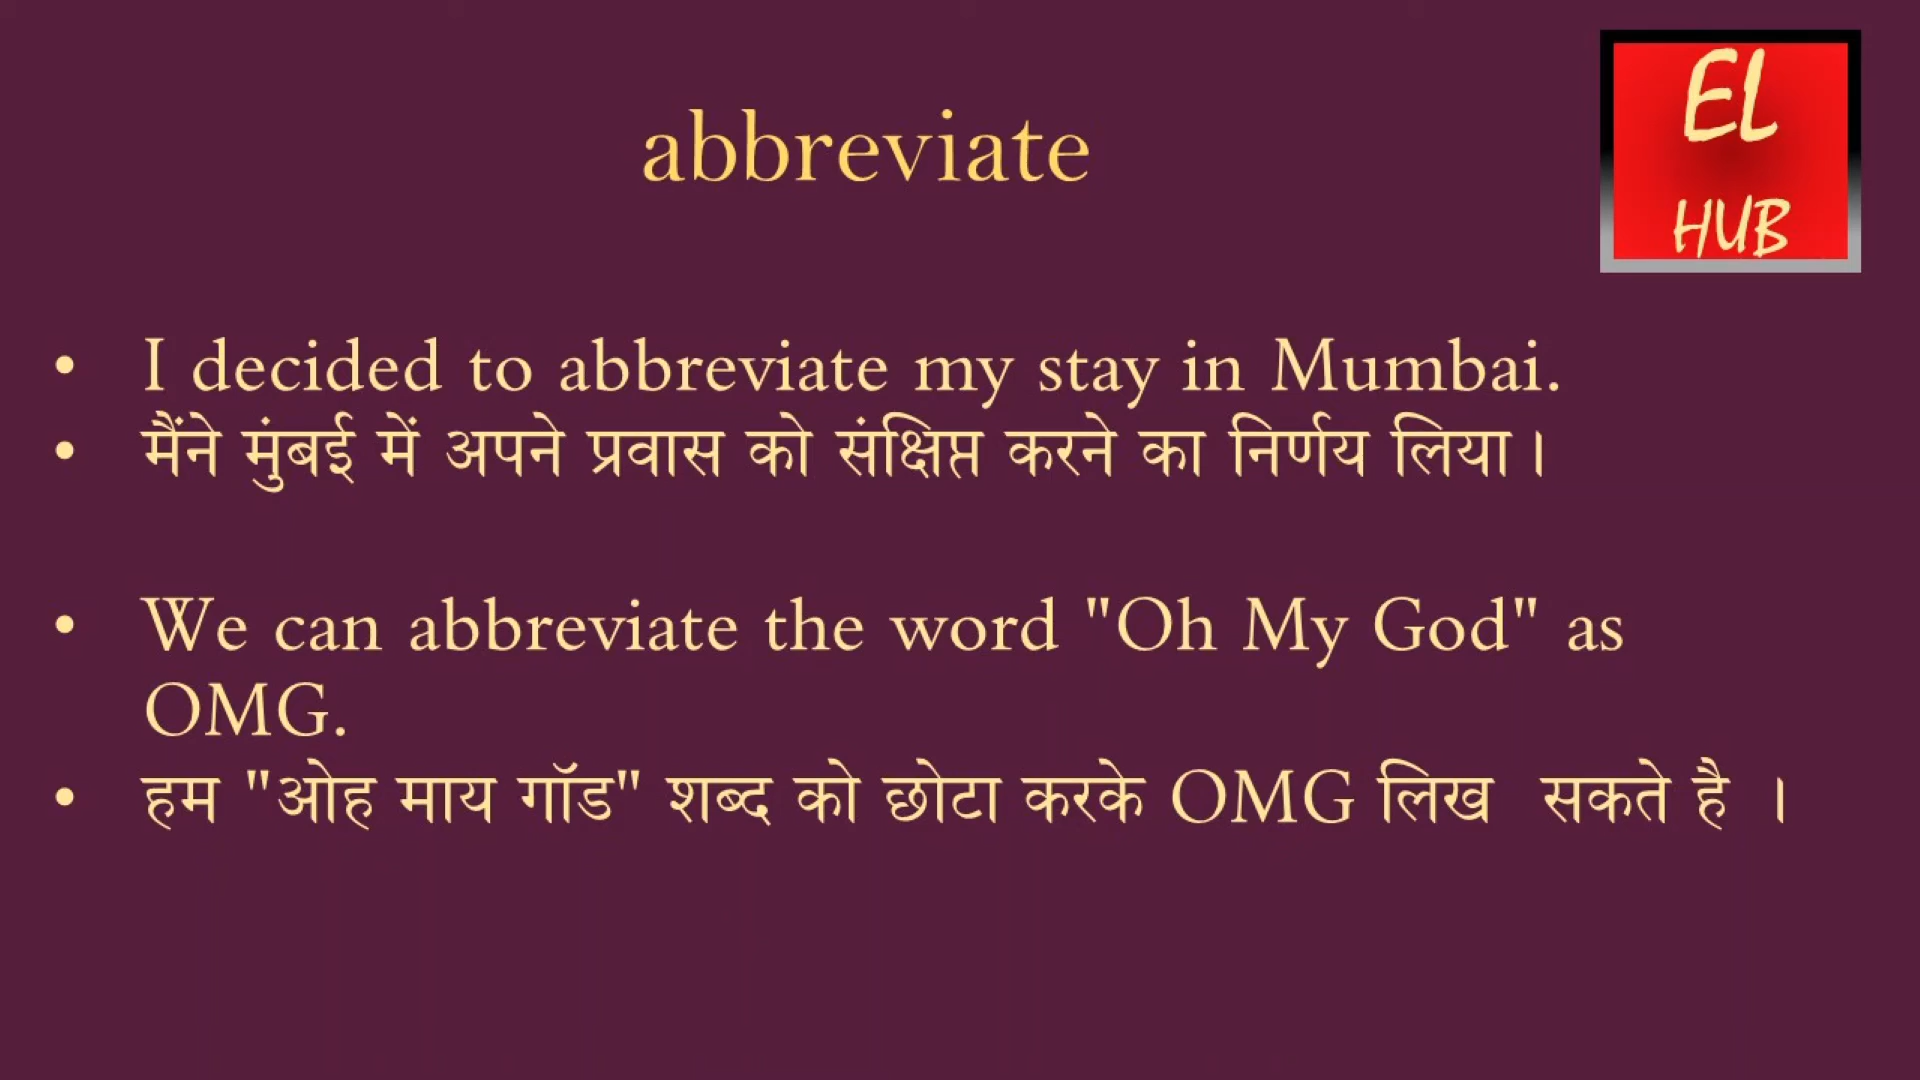 EL
HUB
abbreviate
• I decided to abbreviate my stay in Mumbai.
• मैंने मुंबई में अपने प्रवास को संक्षिप्त करने का निर्णय लिया।
• We can abbreviate the word "Oh My God" as
OMG.
• हम "ओह माय गॉड" शब्द को छोटा करके OMG लिख सकते है ।